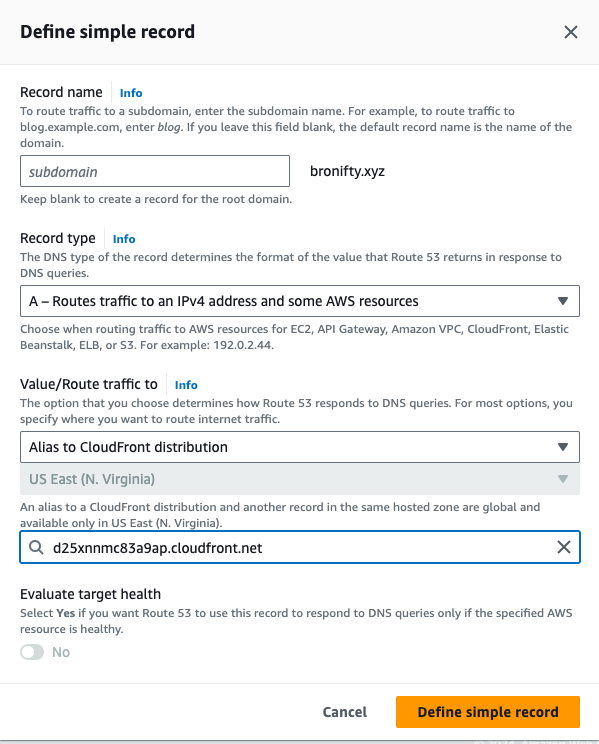 Define simple record
Record name Info
To route traffic to a subdomain, enter the subdomain name. For example, to route traffic to
blog.example.com, enter blog. If you leave this field blank, the default record name is the name of the
domain.
subdomain bronifty.xyz
Keep blank to create a record for the root domain.
Record type Info
The DNS type of the record determines the format of the value that Route 53 returns in response to
DNS queries.
A – Routes traffic to an IPv4 address and some AWS resources
Choose when routing traffic to AWS resources for EC2, API Gateway, Amazon VPC, CloudFront, Elastic
Beanstalk, ELB, or S3. For example: 192.0.2.44.
Value/Route traffic to Info
The option that you choose determines how Route 53 responds to DNS queries. For most options, you
specify where you want to route internet traffic.
Alias to CloudFront distribution
US East (N. Virginia)
An alias to a CloudFront distribution and another record in the same hosted zone are global and
available only in US East (N. Virginia).
d25xnnmc83a9ap.cloudfront.net
Evaluate target health
Select Yes if you want Route 53 to use this record to respond to DNS queries only if the specified AWS
resource is healthy.
No
Cancel Define simple record